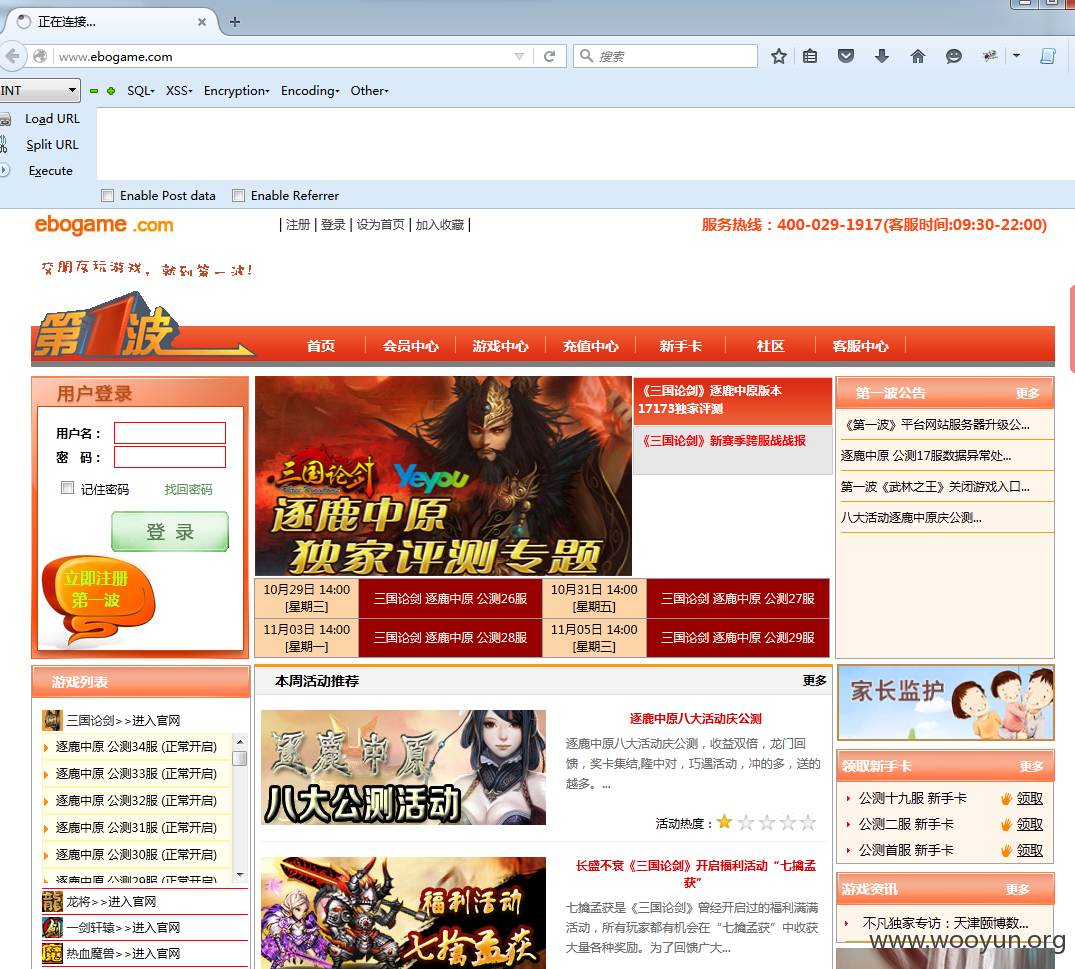 正在连接...
www.ebogame.com
搜索
INT
SQL
XSS
Encryption
Encoding
Other
Load URL
Split URL
Execute
Enable Post data
Enable Referrer
ebogame .com
| 注册 | 登录 | 设为首页 | 加入收藏 |
服务热线：400-029-1917(客服时间:09:30-22:00)
交朋友玩游戏，就到第一波！
第1波
首页
会员中心
游戏中心
充值中心
新手卡
社区
客服中心
用户登录
用户名：
密 码：
记住密码
找回密码
登 录
立即注册
第一波
三国论剑
Yeyou
逐鹿中原
独家评测专题
《三国论剑》逐鹿中原版本
17173独家评测
《三国论剑》新赛季跨服战战报
第一波公告
更多
《第一波》平台网站服务器升级公...
逐鹿中原 公测17服数据异常处...
第一波《武林之王》关闭游戏入口...
八大活动逐鹿中原庆公测...
10月29日 14:00
[星期三]
三国论剑 逐鹿中原 公测26服
10月31日 14:00
[星期五]
三国论剑 逐鹿中原 公测27服
11月03日 14:00
[星期一]
三国论剑 逐鹿中原 公测28服
11月05日 14:00
[星期三]
三国论剑 逐鹿中原 公测29服
游戏列表
三国论剑>>进入官网
逐鹿中原 公测34服 (正常开启)
逐鹿中原 公测33服 (正常开启)
逐鹿中原 公测32服 (正常开启)
逐鹿中原 公测31服 (正常开启)
逐鹿中原 公测30服 (正常开启)
逐鹿中原 公测29服 (正常开启)
龙将>>进入官网
一剑轩辕>>进入官网
热血魔兽>>进入官网
本周活动推荐
更多
逐鹿中原
八大公测活动
逐鹿中原八大活动庆公测
逐鹿中原八大活动庆公测，收益双倍，龙门回
馈，奖卡集结,隆中对，巧遇活动，冲的多，送的
越多。...
活动热度：
福利活动
七擒孟获
长盛不衰《三国论剑》开启福利活动“七擒孟
获”
七擒孟获是《三国论剑》曾经开启过的福利满满
活动，所有玩家都有机会在“七擒孟获”中收获
大量各种奖励。为了回馈广大...
家长监护
领取新手卡
更多
公测十九服 新手卡
领取
公测二服 新手卡
领取
公测首服 新手卡
领取
游戏资讯
更多
不凡独家专访：天津颐博数...
www.wooyun.org